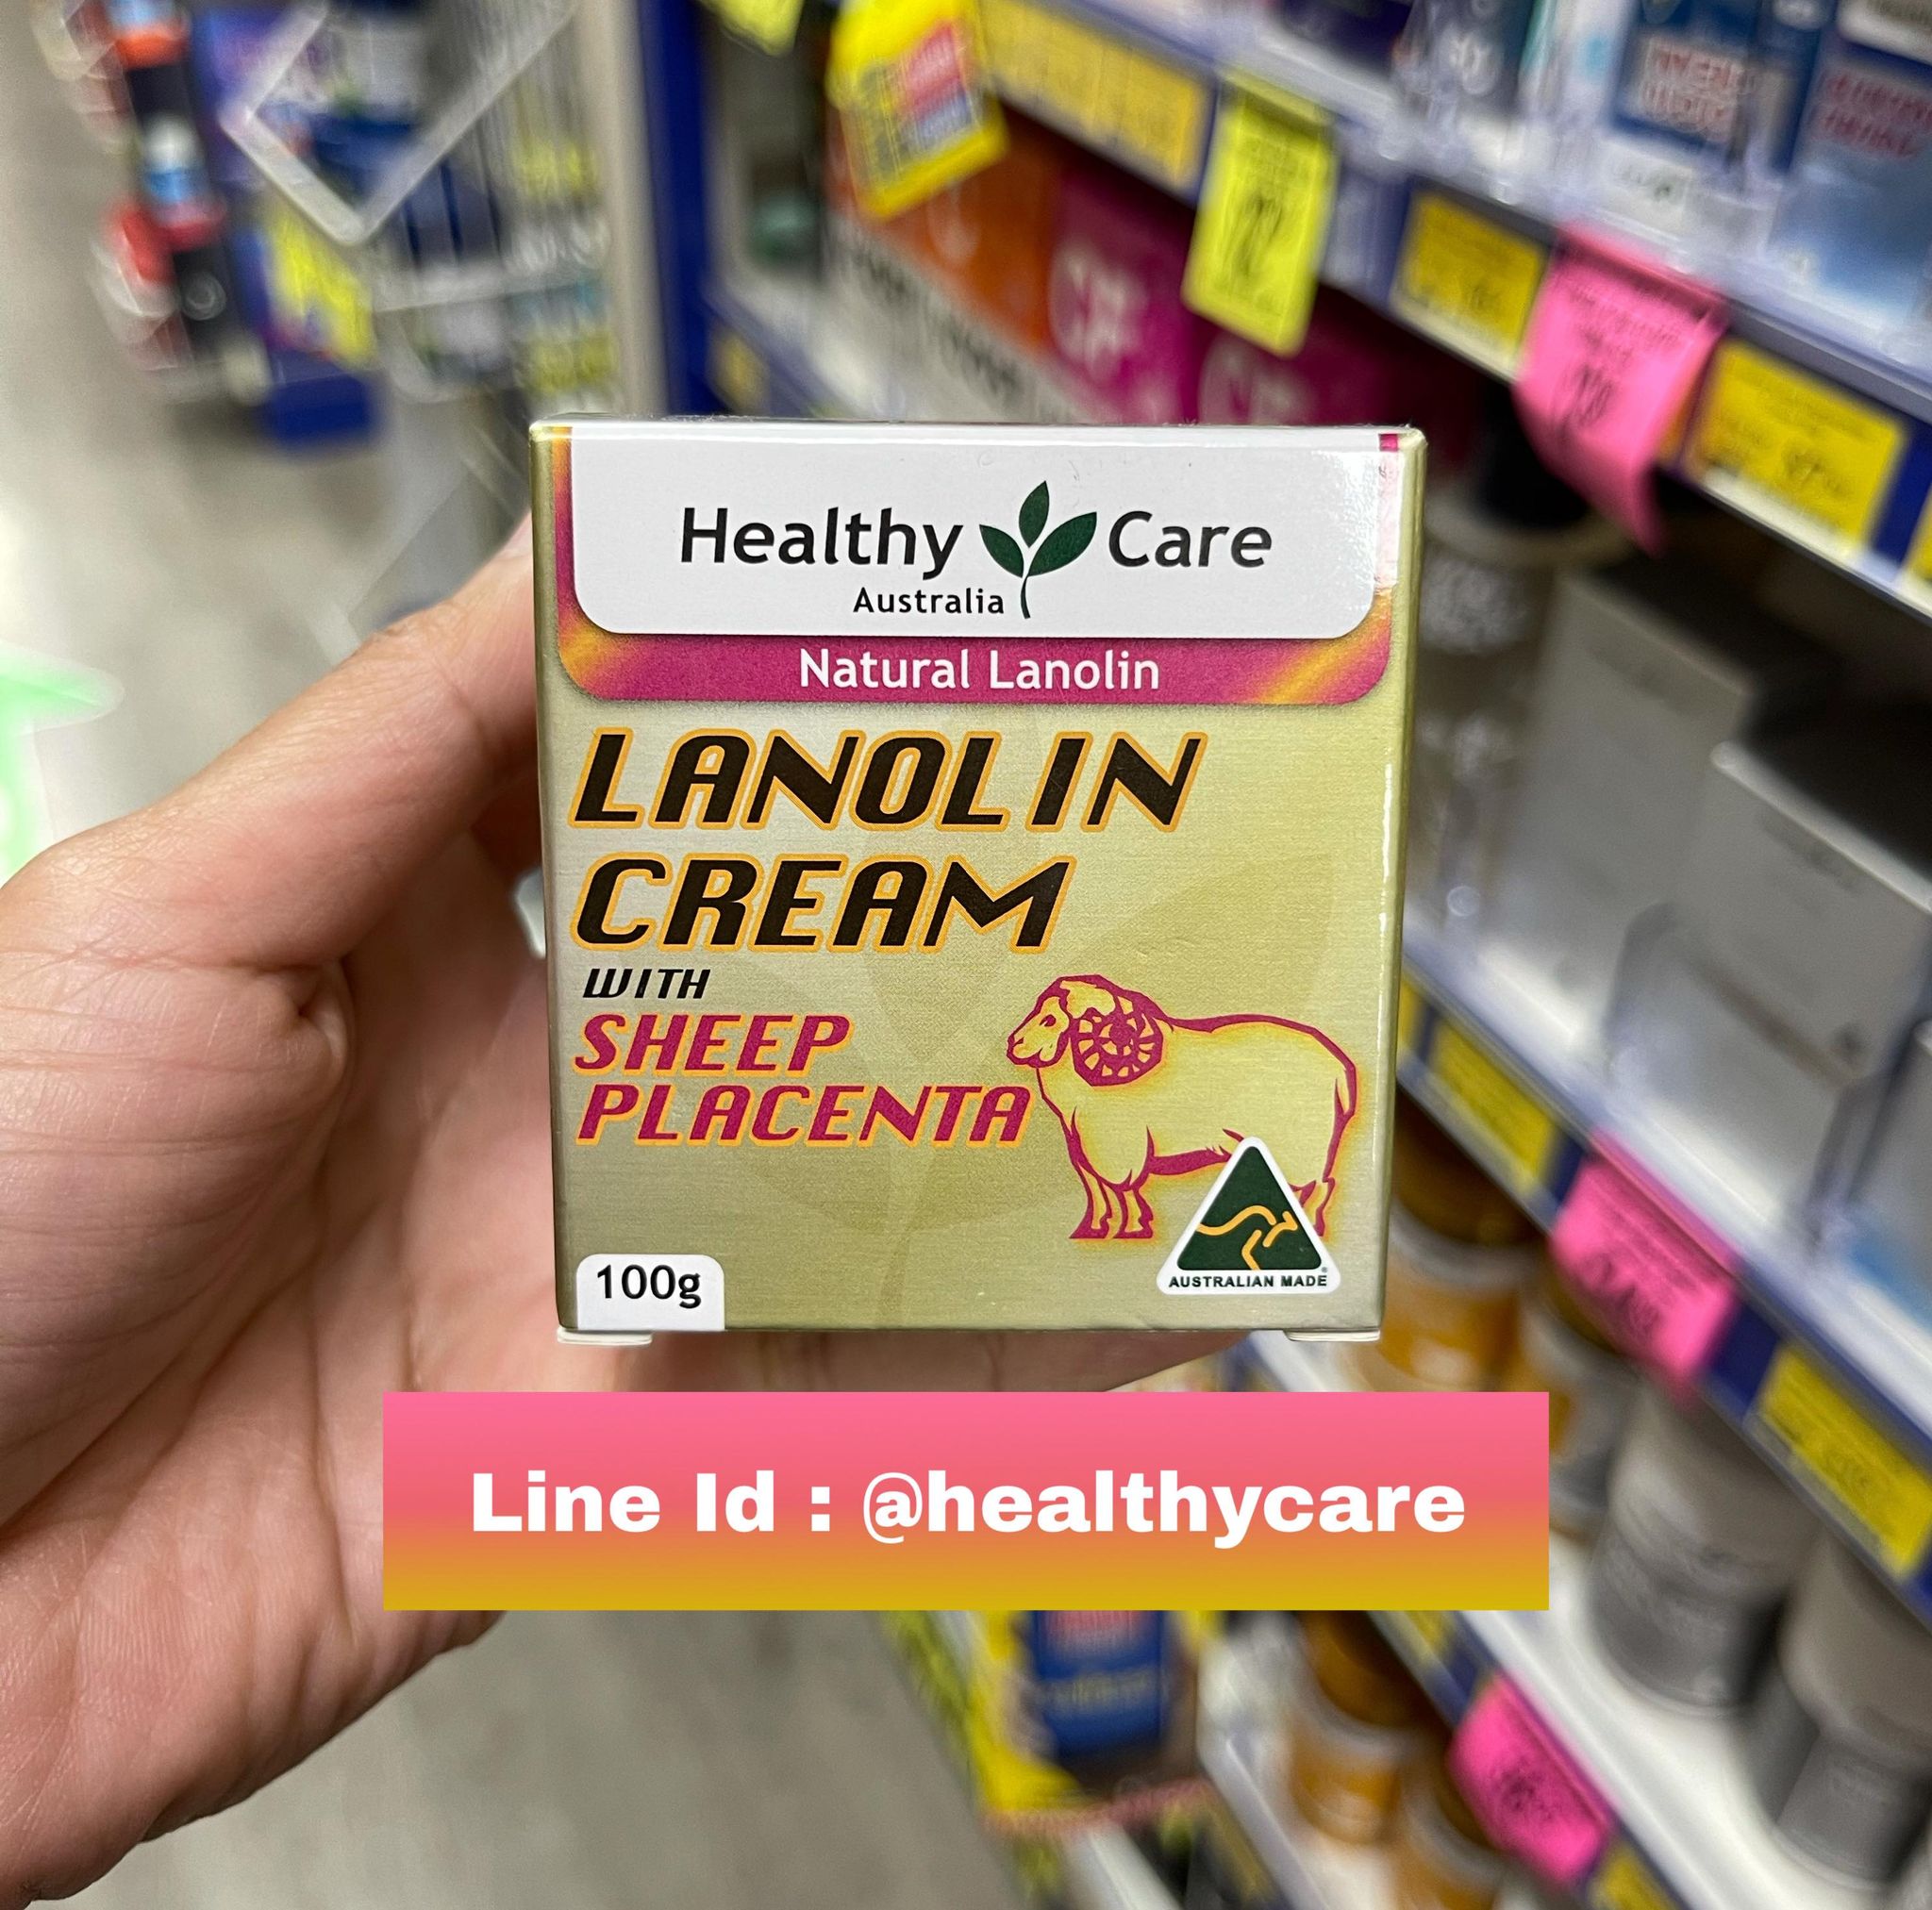 Healthy Care
Australia
Natural Lanolin
LANOLIN
CREAM
WITH
SHEEP
PLACENTA
AUSTRALIAN MADE
100g
Line Id : @healthycare